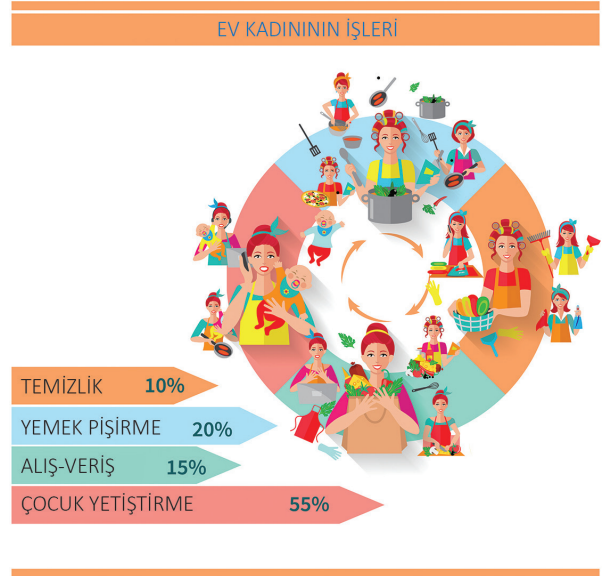 EV KADINININ İŞLERİ
TEMİZLİK 10%
YEMEK PİŞİRME 20%
ALIŞ-VERİŞ 15%
ÇOCUK YETİŞTİRME 55%